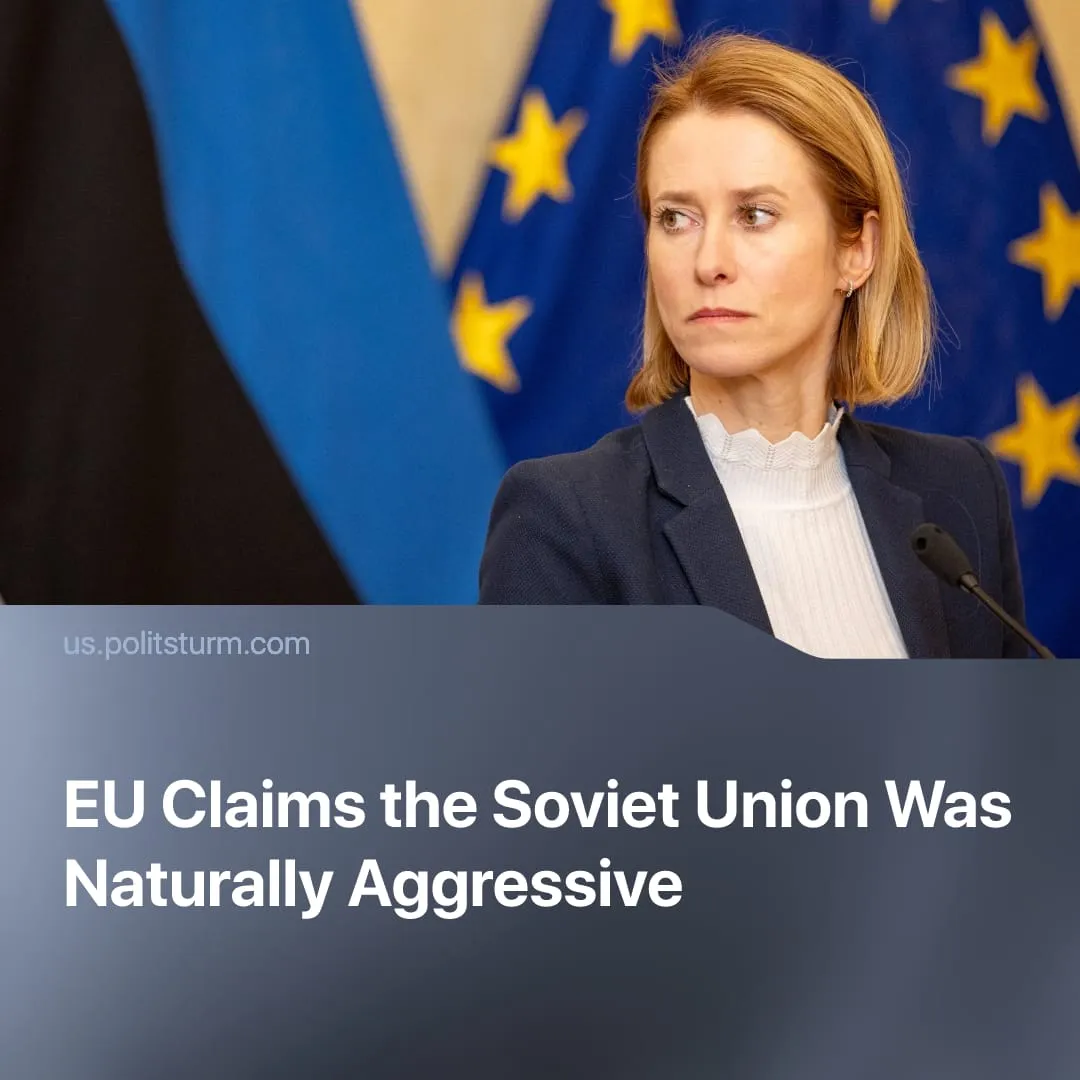 us.politsturm.com
EU Claims the Soviet Union Was
Naturally Aggressive